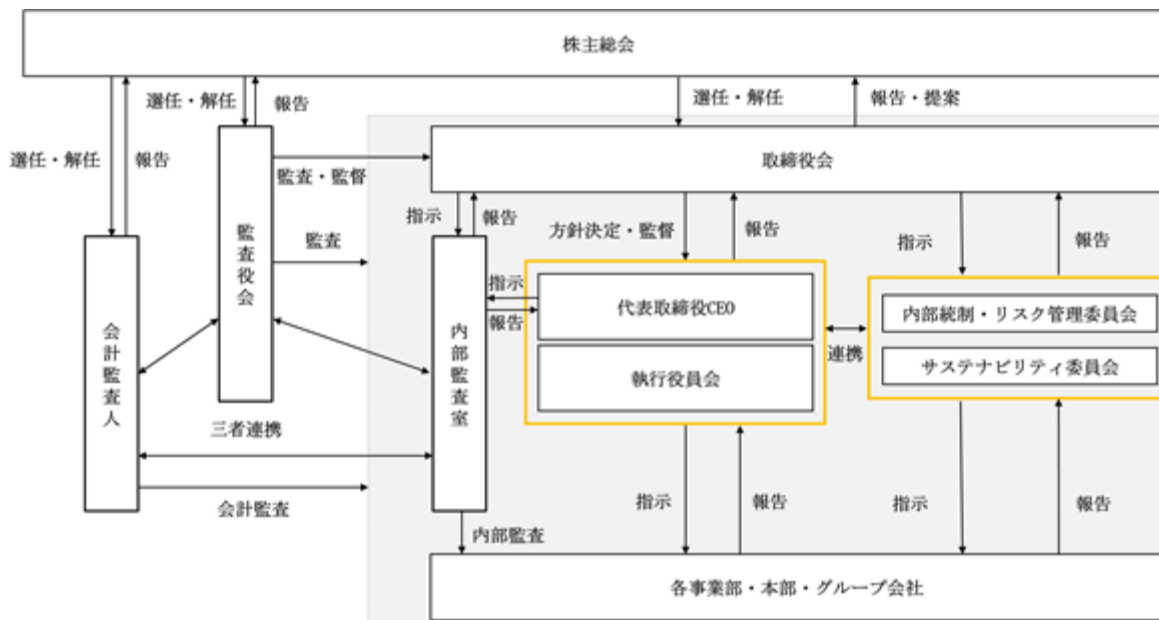 株主総会
選任・解任
報告
選任・解任
報告・提案
選任・解任
報告
取締役会
監査・監督
指示
報告
方針決定・監督
報告
指示
報告
監査役会
監査
会計監査人
内部監査室
指示
報告
代表取締役CEO
執行役員会
連携
内部統制・リスク管理委員会
サステナビリティ委員会
三者連携
会計監査
内部監査
指示
報告
指示
報告
各事業部・本部・グループ会社